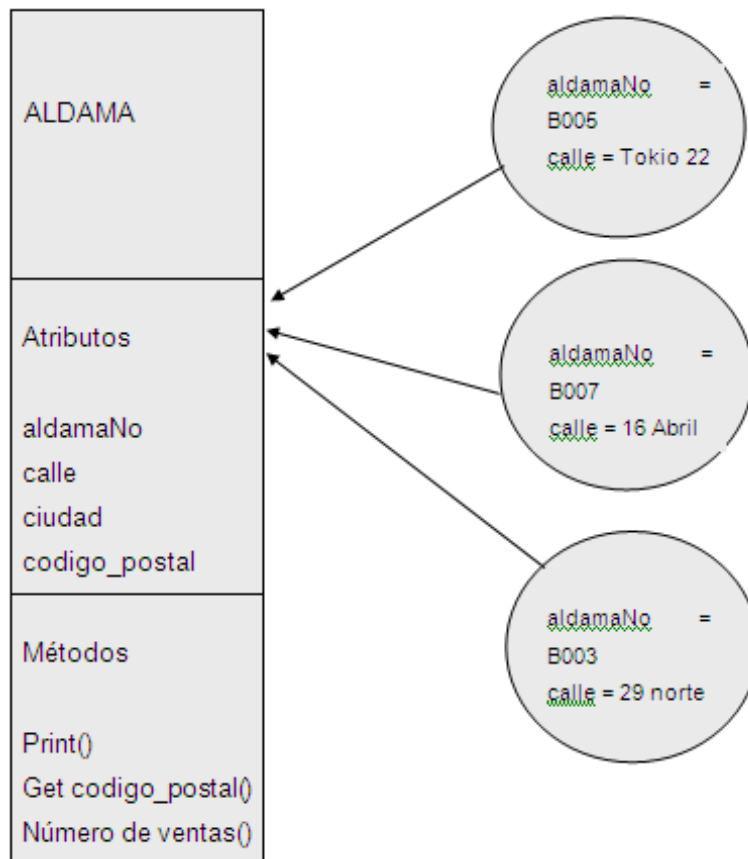 ALDAMA
Atributos
aldamaNo
calle
ciudad
codigo_postal
Métodos
Print()
Get codigo_postal()
Número de ventas()
aldamaNo =
B005
calle = Tokio 22
aldamaNo =
B007
calle = 16 Abril
aldamaNo =
B003
calle = 29 norte